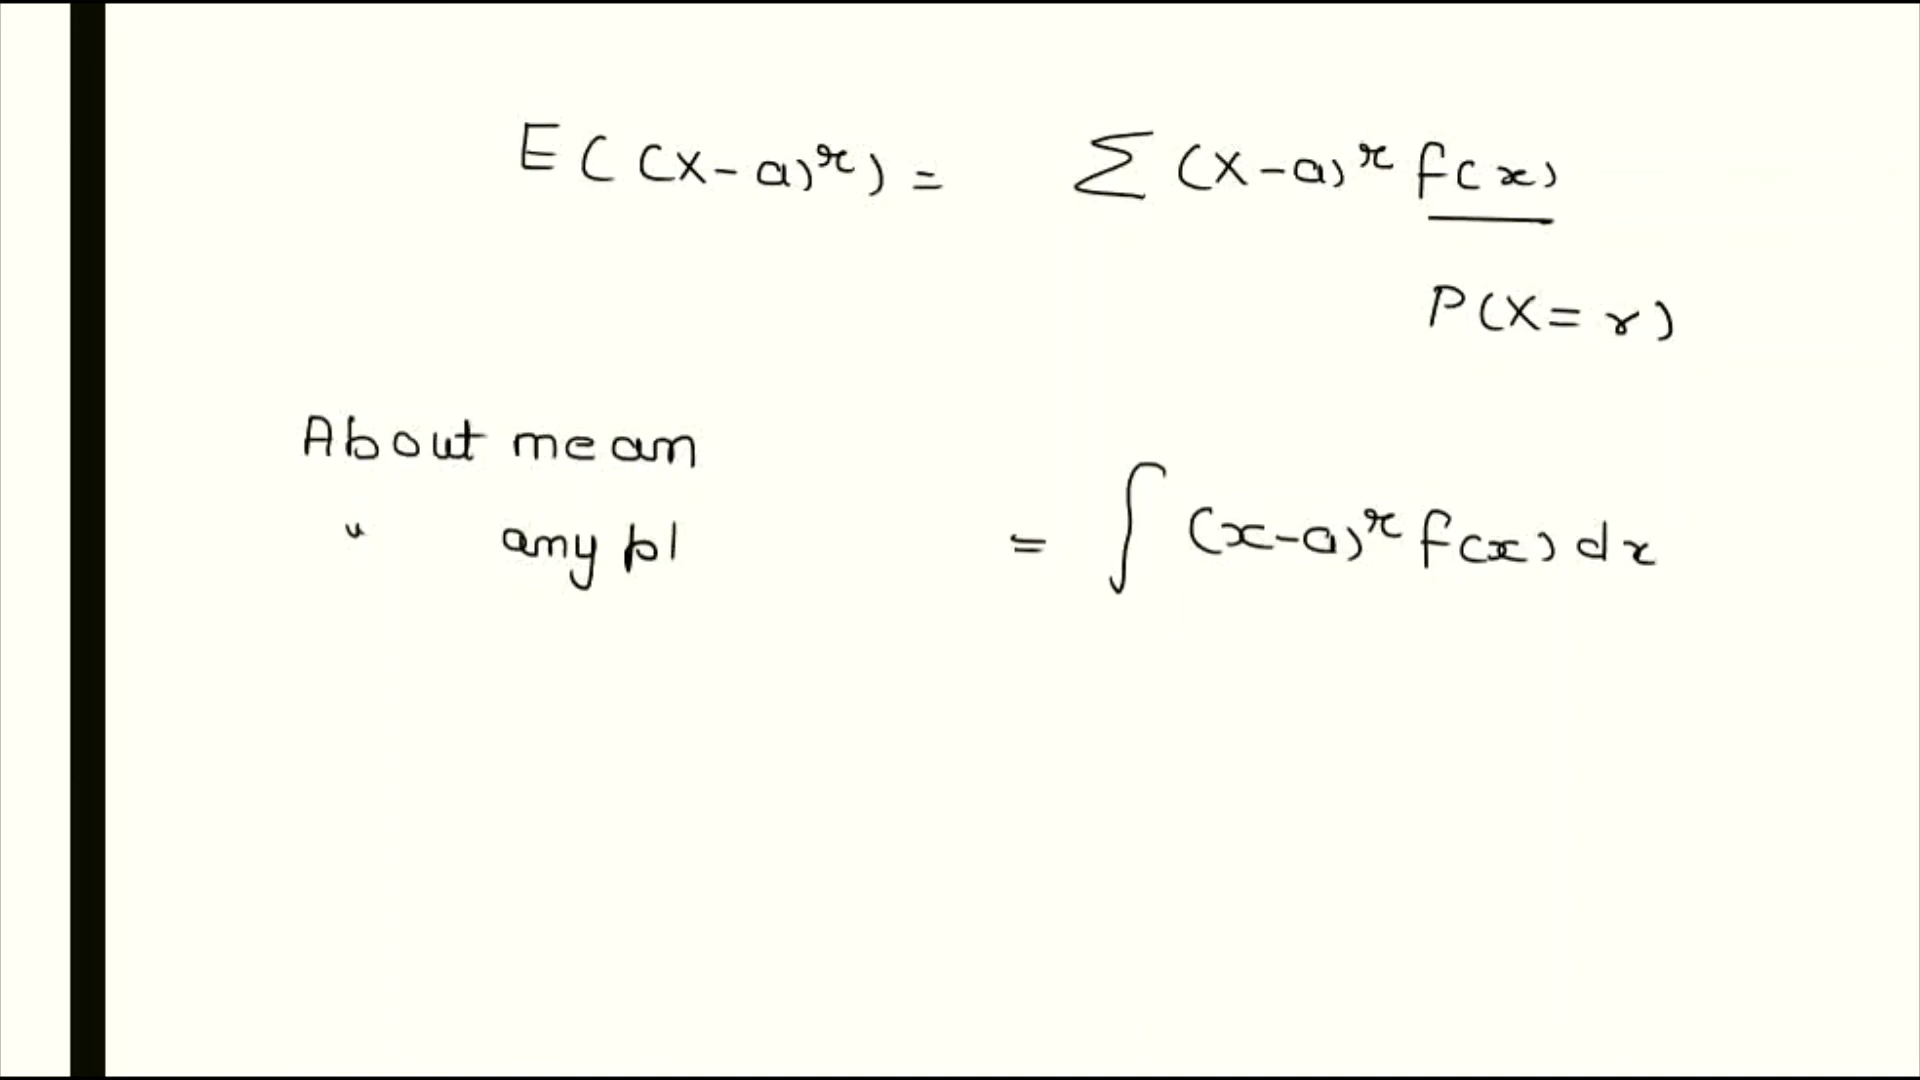 E((X-a)^r) = Σ (X-a)^r f(x)
P(X=r)
About mean
" any pt
= ∫ (x-a)^r f(x) dx